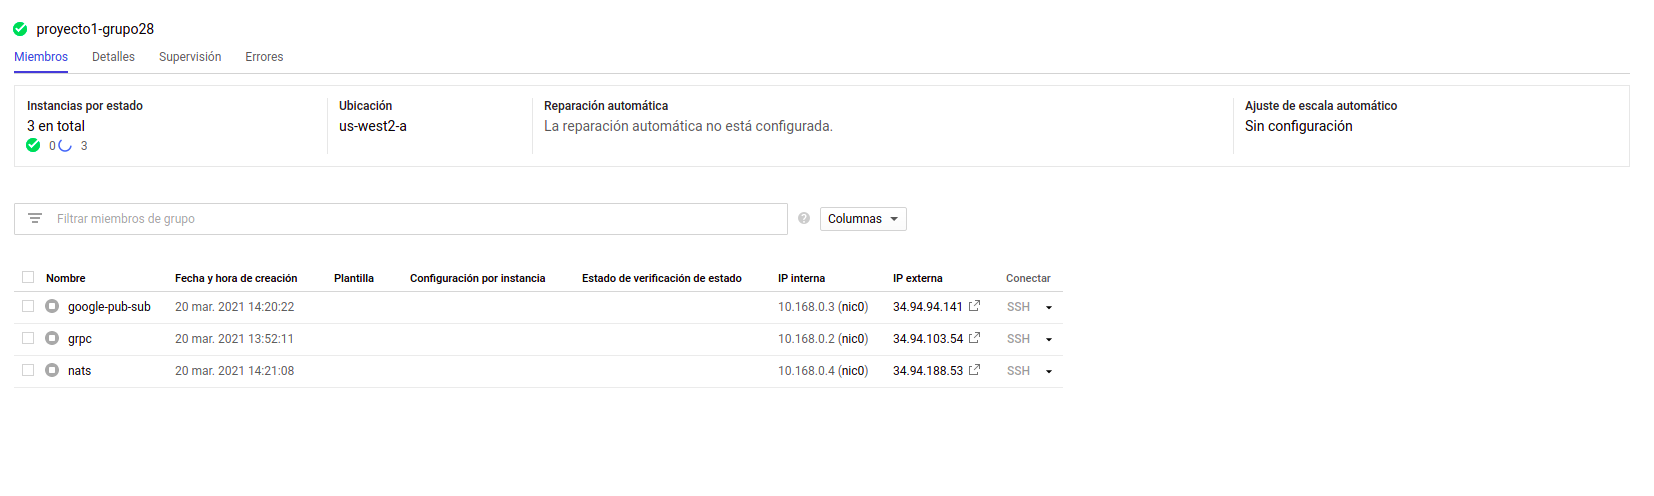 proyecto1-grupo28
Miembros Detalles Supervisión Errores
Instancias por estado Ubicación Reparación automática Ajuste de escala automático
3 en total us-west2-a La reparación automática no está configurada. Sin configuración
0 3
Filtrar miembros de grupo Columnas
Nombre Fecha y hora de creación Plantilla Configuración por instancia Estado de verificación de estado IP interna IP externa Conectar
google-pub-sub 20 mar. 2021 14:20:22 10.168.0.3 (nic0) 34.94.94.141 SSH
grpc 20 mar. 2021 13:52:11 10.168.0.2 (nic0) 34.94.103.54 SSH
nats 20 mar. 2021 14:21:08 10.168.0.4 (nic0) 34.94.188.53 SSH